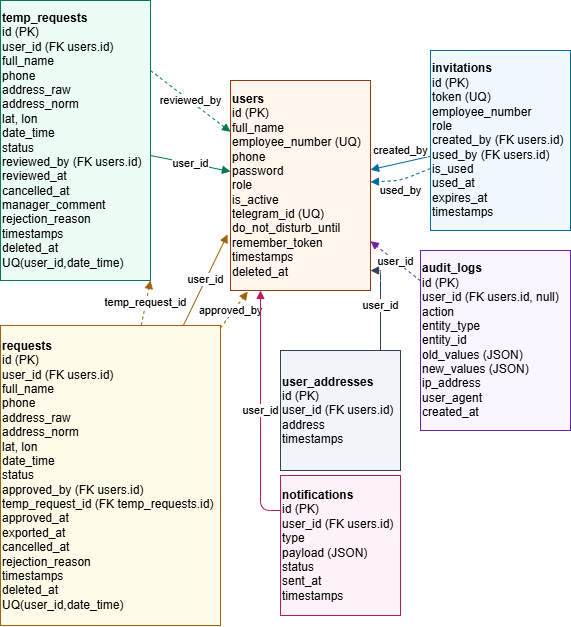 temp_requests
id (PK)
user_id (FK users.id)
full_name
phone
address_raw
address_norm
lat, lon
date_time
status
reviewed_by (FK users.id)
reviewed_at
cancelled_at
manager_comment
rejection_reason
timestamps
deleted_at
UQ(user_id,date_time)
reviewed_by
user_id
users
id (PK)
full_name
employee_number (UQ)
phone
password
role
is_active
telegram_id (UQ)
do_not_disturb_until
remember_token
timestamps
deleted_at
created_by
used_by
invitations
id (PK)
token (UQ)
employee_number
role
created_by (FK users.id)
used_by (FK users.id)
is_used
used_at
expires_at
timestamps
user_id
audit_logs
id (PK)
user_id (FK users.id, null)
action
entity_type
entity_id
old_values (JSON)
new_values (JSON)
ip_address
user_agent
created_at
temp_request_id
user_id
approved_by
user_id
requests
id (PK)
user_id (FK users.id)
full_name
phone
address_raw
address_norm
lat, lon
date_time
status
approved_by (FK users.id)
temp_request_id (FK temp_requests.id)
approved_at
exported_at
cancelled_at
rejection_reason
timestamps
deleted_at
UQ(user_id,date_time)
user_id
user_addresses
id (PK)
user_id (FK users.id)
address
timestamps
notifications
id (PK)
user_id (FK users.id)
type
payload (JSON)
status
sent_at
timestamps